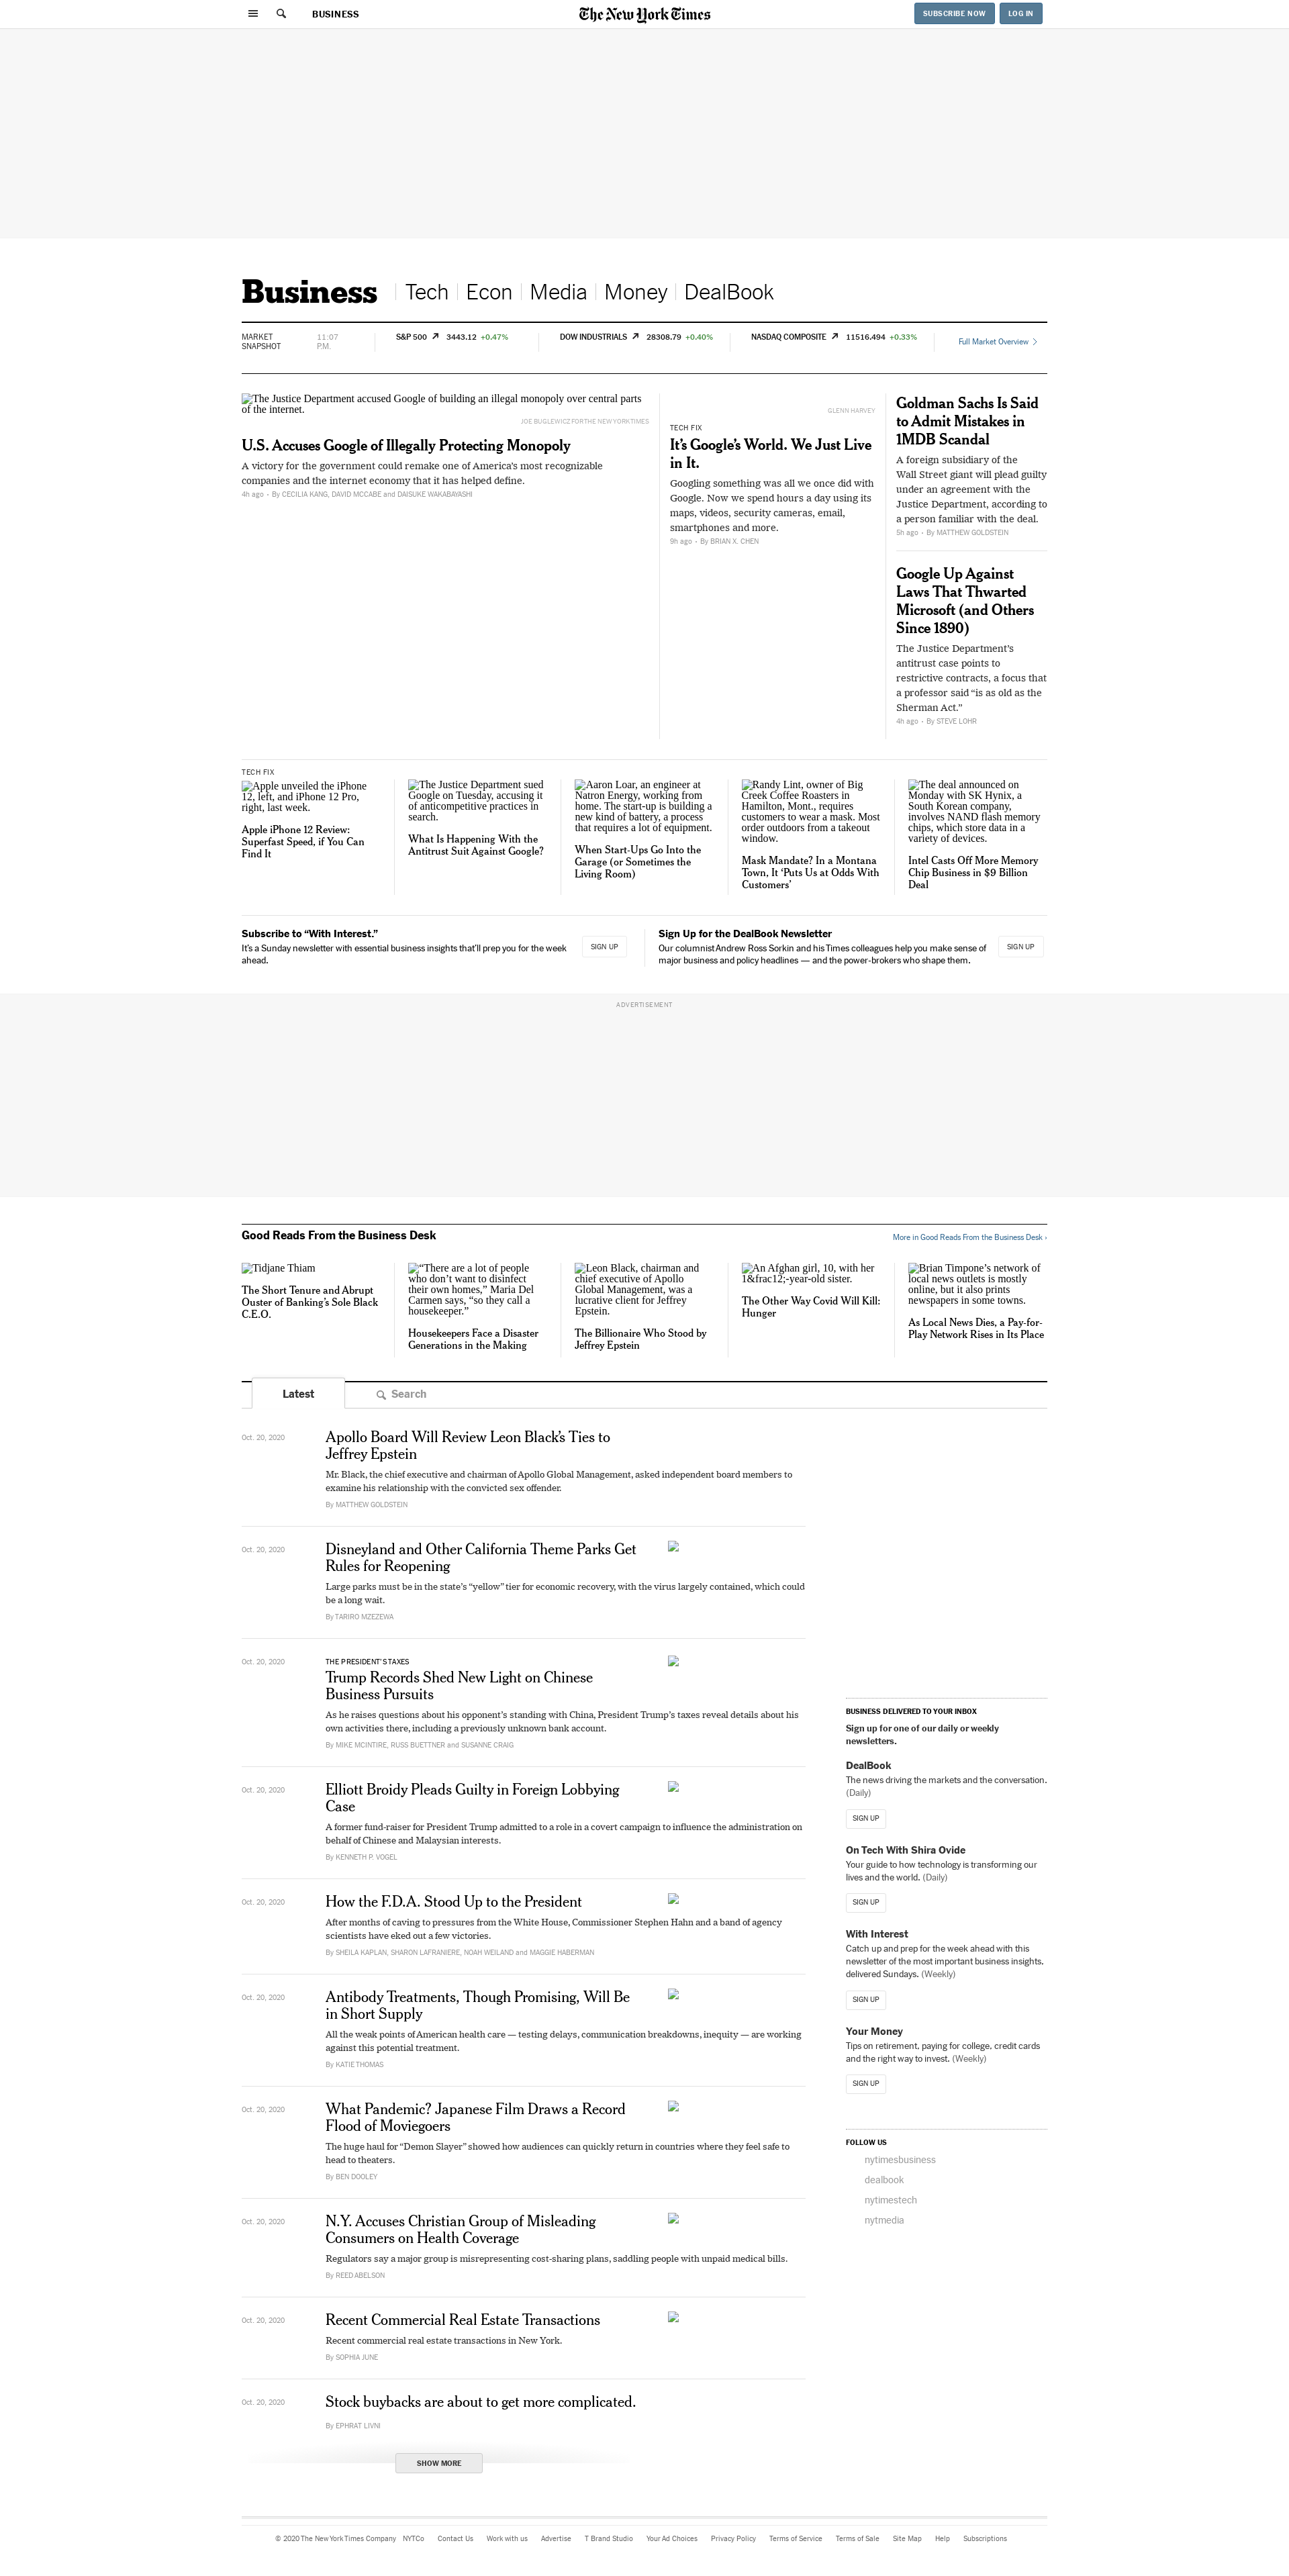 BUSINESS
The New York Times
SUBSCRIBE NOW
LOG IN
Business
Tech
Econ
Media
Money
DealBook
MARKET
SNAPSHOT
11:07
P.M.
S&P 500 3443.12 +0.47%
DOW INDUSTRIALS 28308.79 +0.40%
NASDAQ COMPOSITE 11516.494 +0.33%
Full Market Overview
The Justice Department accused Google of building an illegal monopoly over central parts
of the internet.
JOE BUGLEWICZ FOR THE NEW YORK TIMES
U.S. Accuses Google of Illegally Protecting Monopoly
A victory for the government could remake one of America's most recognizable
companies and the internet economy that it has helped define.
4h ago • By CECILIA KANG, DAVID MCCABE and DAISUKE WAKABAYASHI
GLENN HARVEY
TECH FIX
It's Google's World. We Just Live
in It.
Googling something was all we once did with
Google. Now we spend hours a day using its
maps, videos, security cameras, email,
smartphones and more.
9h ago • By BRIAN X. CHEN
Goldman Sachs Is Said
to Admit Mistakes in
1MDB Scandal
A foreign subsidiary of the
Wall Street giant will plead guilty
under an agreement with the
Justice Department, according to
a person familiar with the deal.
5h ago • By MATTHEW GOLDSTEIN
Google Up Against
Laws That Thwarted
Microsoft (and Others
Since 1890)
The Justice Department's
antitrust case points to
restrictive contracts, a focus that
a professor said “is as old as the
Sherman Act.”
4h ago • By STEVE LOHR
TECH FIX
Apple unveiled the iPhone
12, left, and iPhone 12 Pro,
right, last week.
Apple iPhone 12 Review:
Superfast Speed, if You Can
Find It
The Justice Department sued
Google on Tuesday, accusing it
of anticompetitive practices in
search.
What Is Happening With the
Antitrust Suit Against Google?
Aaron Loar, an engineer at
Natron Energy, working from
home. The start-up is building a
new kind of battery, a process
that requires a lot of equipment.
When Start-Ups Go Into the
Garage (or Sometimes the
Living Room)
Randy Lint, owner of Big
Creek Coffee Roasters in
Hamilton, Mont., requires
customers to wear a mask. Most
order outdoors from a takeout
window.
Mask Mandate? In a Montana
Town, It ‘Puts Us at Odds With
Customers’
The deal announced on
Monday with SK Hynix, a
South Korean company,
involves NAND flash memory
chips, which store data in a
variety of devices.
Intel Casts Off More Memory
Chip Business in $9 Billion
Deal
Subscribe to “With Interest.”
It's a Sunday newsletter with essential business insights that'll prep you for the week
ahead.
SIGN UP
Sign Up for the DealBook Newsletter
Our columnist Andrew Ross Sorkin and his Times colleagues help you make sense of
major business and policy headlines — and the power-brokers who shape them.
SIGN UP
ADVERTISEMENT
Good Reads From the Business Desk
More in Good Reads From the Business Desk ›
Tidjane Thiam
The Short Tenure and Abrupt
Ouster of Banking's Sole Black
C.E.O.
“There are a lot of people
who don’t want to disinfect
their own homes,” Maria Del
Carmen says, “so they call a
housekeeper.”
Housekeepers Face a Disaster
Generations in the Making
Leon Black, chairman and
chief executive of Apollo
Global Management, was a
lucrative client for Jeffrey
Epstein.
The Billionaire Who Stood by
Jeffrey Epstein
An Afghan girl, 10, with her
1&frac12;-year-old sister.
The Other Way Covid Will Kill:
Hunger
Brian Timpone’s network of
local news outlets is mostly
online, but it also prints
newspapers in some towns.
As Local News Dies, a Pay-for-
Play Network Rises in Its Place
Latest
Search
Oct. 20, 2020
Apollo Board Will Review Leon Black’s Ties to
Jeffrey Epstein
Mr. Black, the chief executive and chairman of Apollo Global Management, asked independent board members to
examine his relationship with the convicted sex offender.
By MATTHEW GOLDSTEIN
Oct. 20, 2020
Disneyland and Other California Theme Parks Get
Rules for Reopening
Large parks must be in the state’s “yellow” tier for economic recovery, with the virus largely contained, which could
be a long wait.
By TARIRO MZEZEWA
Oct. 20, 2020
THE PRESIDENT'S TAXES
Trump Records Shed New Light on Chinese
Business Pursuits
As he raises questions about his opponent’s standing with China, President Trump’s taxes reveal details about his
own activities there, including a previously unknown bank account.
By MIKE MCINTIRE, RUSS BUETTNER and SUSANNE CRAIG
Oct. 20, 2020
Elliott Broidy Pleads Guilty in Foreign Lobbying
Case
A former fund-raiser for President Trump admitted to a role in a covert campaign to influence the administration on
behalf of Chinese and Malaysian interests.
By KENNETH P. VOGEL
Oct. 20, 2020
How the F.D.A. Stood Up to the President
After months of caving to pressures from the White House, Commissioner Stephen Hahn and a band of agency
scientists have eked out a few victories.
By SHEILA KAPLAN, SHARON LAFRANIERE, NOAH WEILAND and MAGGIE HABERMAN
Oct. 20, 2020
Antibody Treatments, Though Promising, Will Be
in Short Supply
All the weak points of American health care — testing delays, communication breakdowns, inequity — are working
against this potential treatment.
By KATIE THOMAS
Oct. 20, 2020
What Pandemic? Japanese Film Draws a Record
Flood of Moviegoers
The huge haul for “Demon Slayer” showed how audiences can quickly return in countries where they feel safe to
head to theaters.
By BEN DOOLEY
Oct. 20, 2020
N.Y. Accuses Christian Group of Misleading
Consumers on Health Coverage
Regulators say a major group is misrepresenting cost-sharing plans, saddling people with unpaid medical bills.
By REED ABELSON
Oct. 20, 2020
Recent Commercial Real Estate Transactions
Recent commercial real estate transactions in New York.
By SOPHIA JUNE
Oct. 20, 2020
Stock buybacks are about to get more complicated.
By EPHRAT LIVNI
SHOW MORE
BUSINESS DELIVERED TO YOUR INBOX
Sign up for one of our daily or weekly
newsletters.
DealBook
The news driving the markets and the conversation.
(Daily)
SIGN UP
On Tech With Shira Ovide
Your guide to how technology is transforming our
lives and the world. (Daily)
SIGN UP
With Interest
Catch up and prep for the week ahead with this
newsletter of the most important business insights,
delivered Sundays. (Weekly)
SIGN UP
Your Money
Tips on retirement, paying for college, credit cards
and the right way to invest. (Weekly)
SIGN UP
FOLLOW US
nytimesbusiness
dealbook
nytimestech
nytmedia
© 2020 The New York Times Company NYTCo Contact Us Work with us Advertise T Brand Studio Your Ad Choices Privacy Policy Terms of Service Terms of Sale Site Map Help Subscriptions